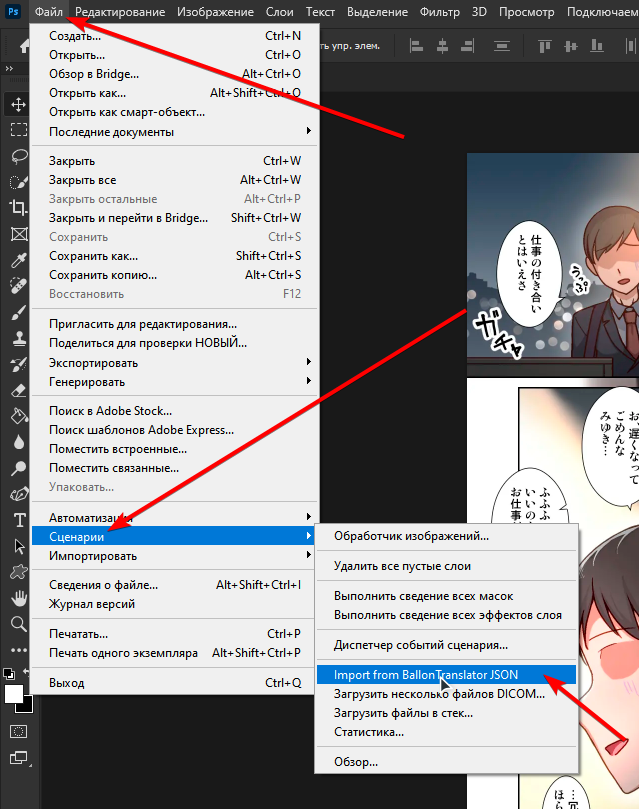 Ps Файл Редактирование Изображение Слои Текст Выделение Фильтр 3D Просмотр Подключаем
ть упр. элем.
Создать... Ctrl+N
Открыть... Ctrl+O
Обзор в Bridge... Alt+Ctrl+O
Открыть как... Alt+Shift+Ctrl+O
Открыть как смарт-объект...
Последние документы
Закрыть Ctrl+W
Закрыть все Alt+Ctrl+W
Закрыть остальные Alt+Ctrl+P
Закрыть и перейти в Bridge... Shift+Ctrl+W
Сохранить Ctrl+S
Сохранить как... Shift+Ctrl+S
Сохранить копию... Alt+Ctrl+S
Восстановить F12
Пригласить для редактирования...
Поделиться для проверки НОВЫЙ...
Экспортировать
Генерировать
Поиск в Adobe Stock...
Поиск шаблонов Adobe Express...
Поместить встроенные...
Поместить связанные...
Упаковать...
Автоматизация
Сценарии
Импортировать
Сведения о файле... Alt+Shift+Ctrl+I
Журнал версий
Печатать... Ctrl+P
Печать одного экземпляра Alt+Shift+Ctrl+P
Выход Ctrl+Q
Обработчик изображений...
Удалить все пустые слои
Выполнить сведение всех масок
Выполнить сведение всех эффектов слоя
Диспетчер событий сценария...
Import from BallonTranslator JSON
Загрузить несколько файлов DICOM...
Загрузить файлы в стек...
Статистика...
Обзор...
仕事の付き合い
とはいえさ
うっぷ
ガチャ
お、遅くなって
ごめんな
みゆき…
ふふふ
いいの
お仕事
…冗
ほら